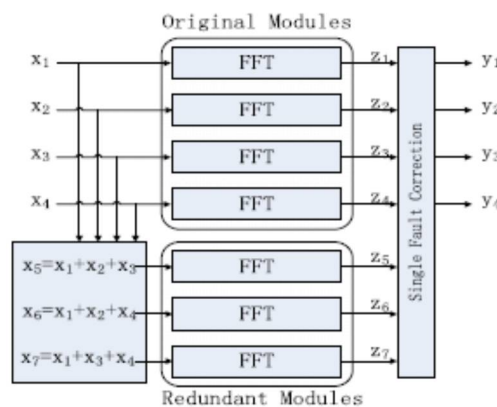 Original Modules
x1 FFT z1 y1
x2 FFT z2 y2
x3 FFT z3 y3
x4 FFT z4 y4
Single Fault Correction
x5=x1+x2+x3 FFT z5
x6=x1+x2+x4 FFT z6
x7=x1+x3+x4 FFT z7
Redundant Modules